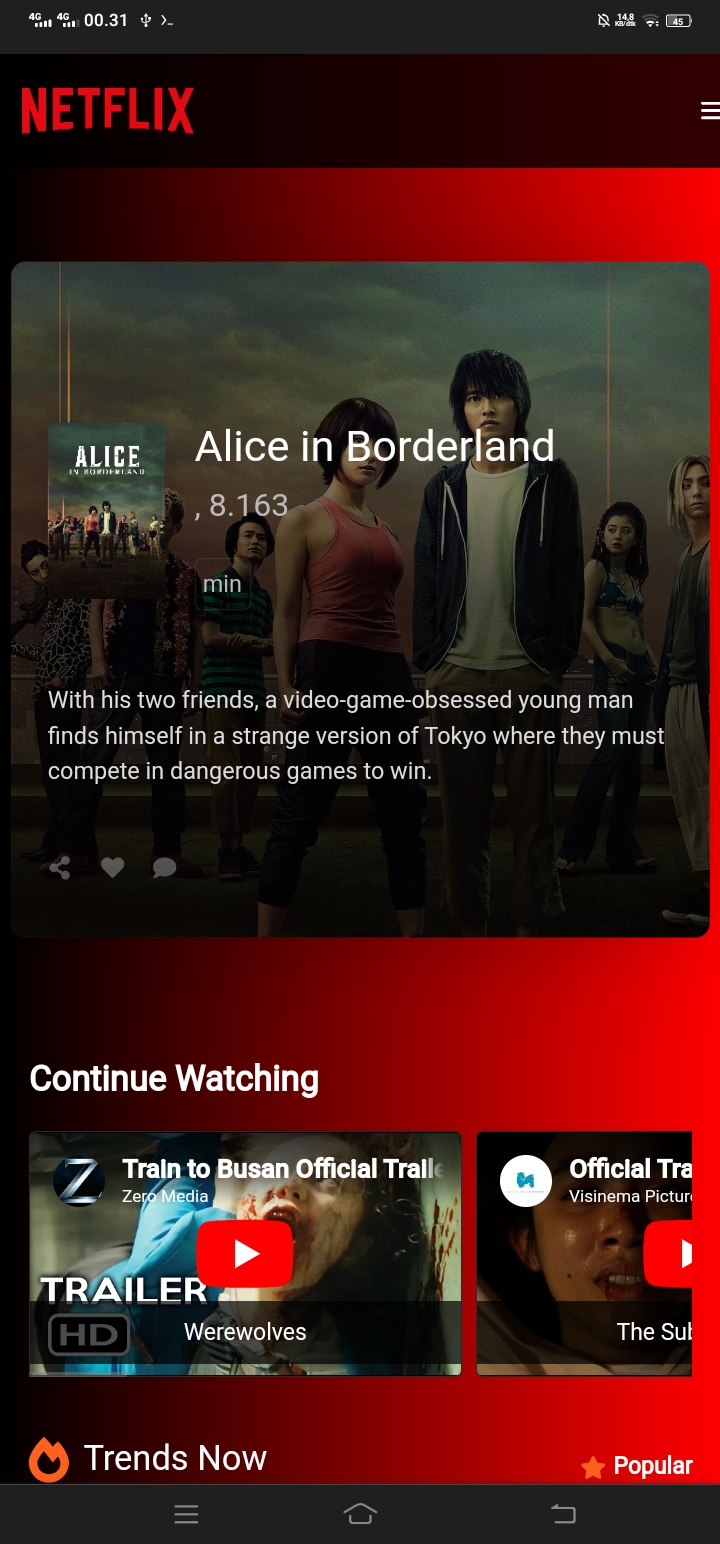 4G 4G 00.31 14,8 KB/dtk 45
NETFLIX
Alice in Borderland
ALICE
IN BORDERLAND
, 8.163
min
With his two friends, a video-game-obsessed young man
finds himself in a strange version of Tokyo where they must
compete in dangerous games to win.
Continue Watching
Train to Busan Official Traile
Zero Media
TRAILER
HD
Werewolves
Official Tra
Visinema Picture
The Sub
Trends Now
Popular